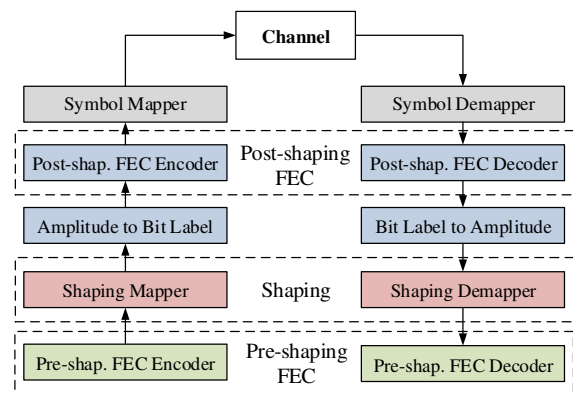 Channel
Symbol Mapper
Symbol Demapper
Post-shap. FEC Encoder
Post-shaping
FEC
Post-shap. FEC Decoder
Amplitude to Bit Label
Bit Label to Amplitude
Shaping Mapper
Shaping
Shaping Demapper
Pre-shap. FEC Encoder
Pre-shaping
FEC
Pre-shap. FEC Decoder